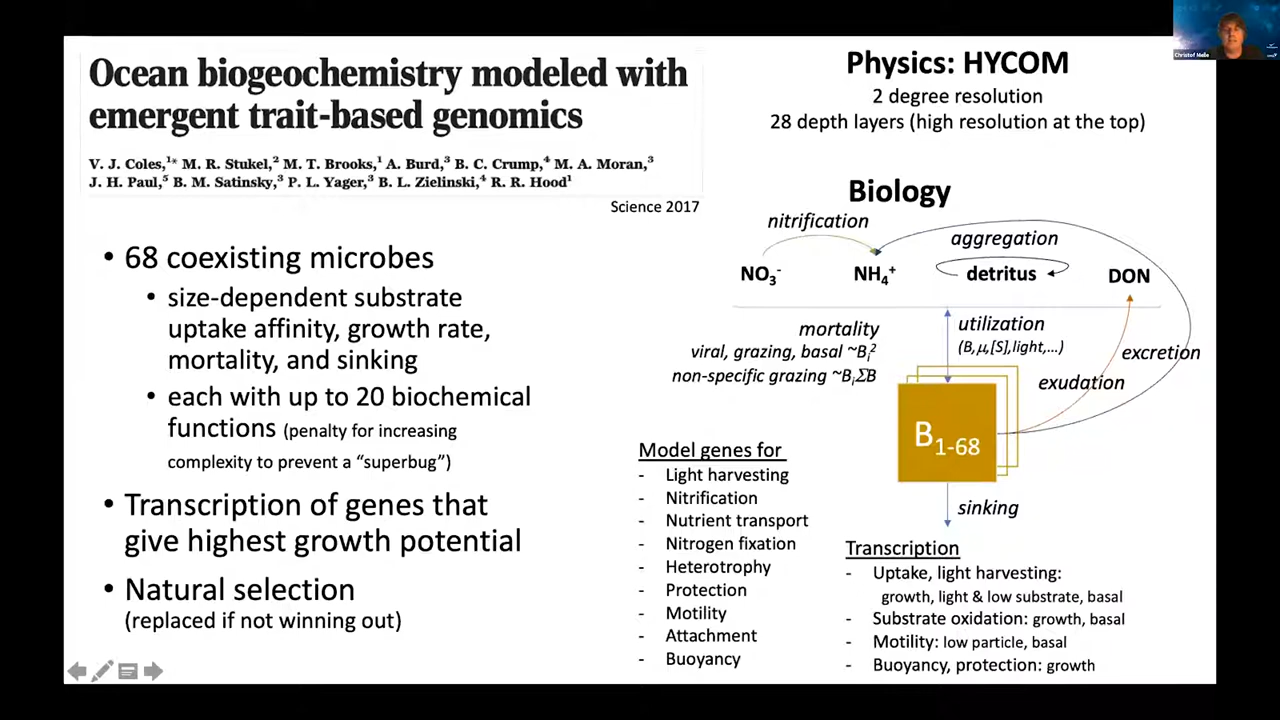 Ocean biogeochemistry modeled with
emergent trait-based genomics
V. J. Coles,1* M. R. Stukel,2 M. T. Brooks,1 A. Burd,3 B. C. Crump,4 M. A. Moran,3
J. H. Paul,5 B. M. Satinsky,3 P. L. Yager,3 B. L. Zielinski,4 R. R. Hood1
Science 2017
• 68 coexisting microbes
• size-dependent substrate
uptake affinity, growth rate,
mortality, and sinking
• each with up to 20 biochemical
functions (penalty for increasing
complexity to prevent a “superbug”)
• Transcription of genes that
give highest growth potential
• Natural selection
(replaced if not winning out)
Physics: HYCOM
2 degree resolution
28 depth layers (high resolution at the top)
Biology
nitrification
aggregation
NO3- NH4+ detritus DON
mortality
viral, grazing, basal ~Bi2
non-specific grazing ~BiΣB
utilization
(B,μ,[S],light,...)
excretion
exudation
B1-68
sinking
Model genes for
- Light harvesting
- Nitrification
- Nutrient transport
- Nitrogen fixation
- Heterotrophy
- Protection
- Motility
- Attachment
- Buoyancy
Transcription
- Uptake, light harvesting:
growth, light & low substrate, basal
- Substrate oxidation: growth, basal
- Motility: low particle, basal
- Buoyancy, protection: growth